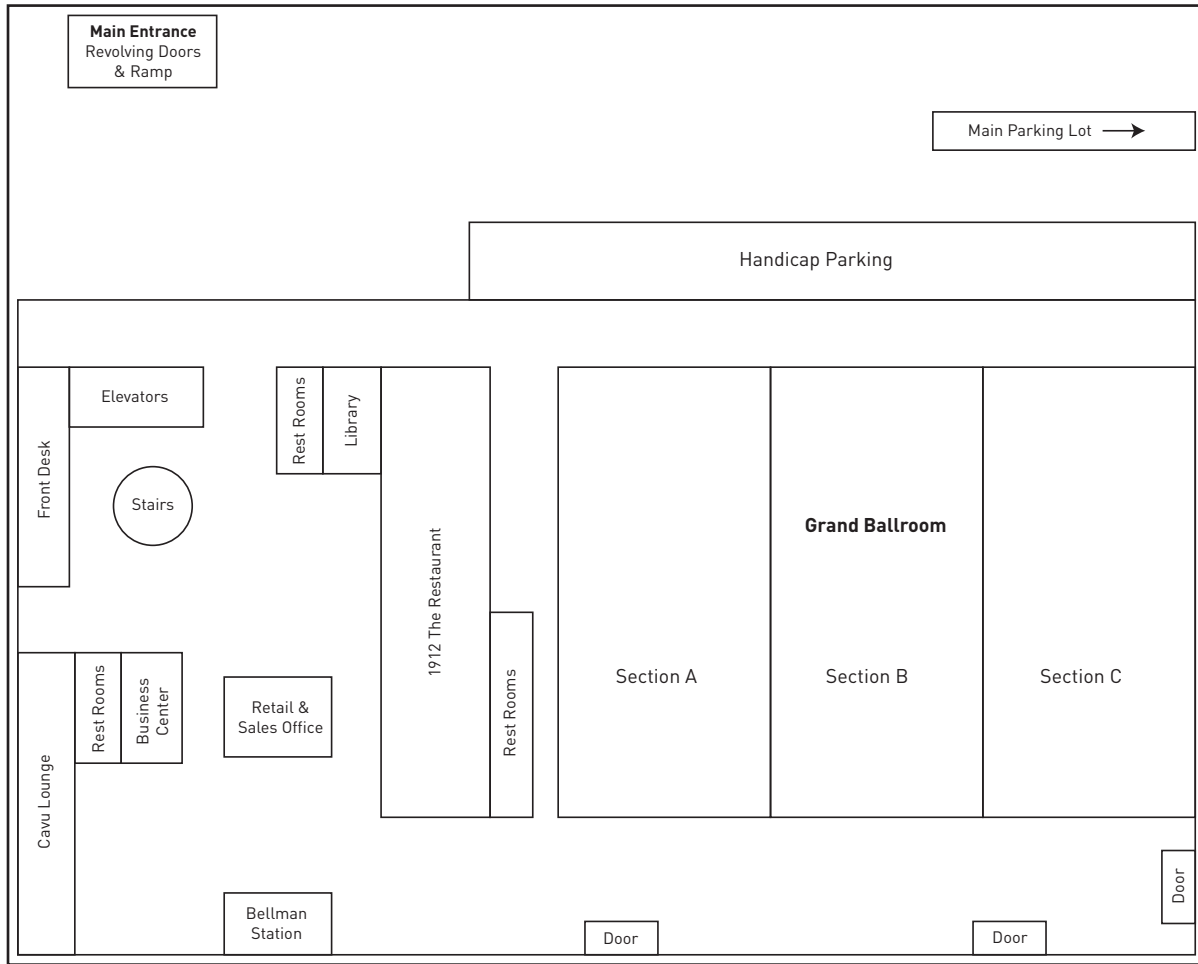 Main Entrance
Revolving Doors
& Ramp
Main Parking Lot
Handicap Parking
Elevators
Front Desk
Stairs
Rest Rooms
Library
1912 The Restaurant
Rest Rooms
Grand Ballroom
Section A
Section B
Section C
Cavu Lounge
Rest Rooms
Business
Center
Retail &
Sales Office
Bellman
Station
Door
Door
Door